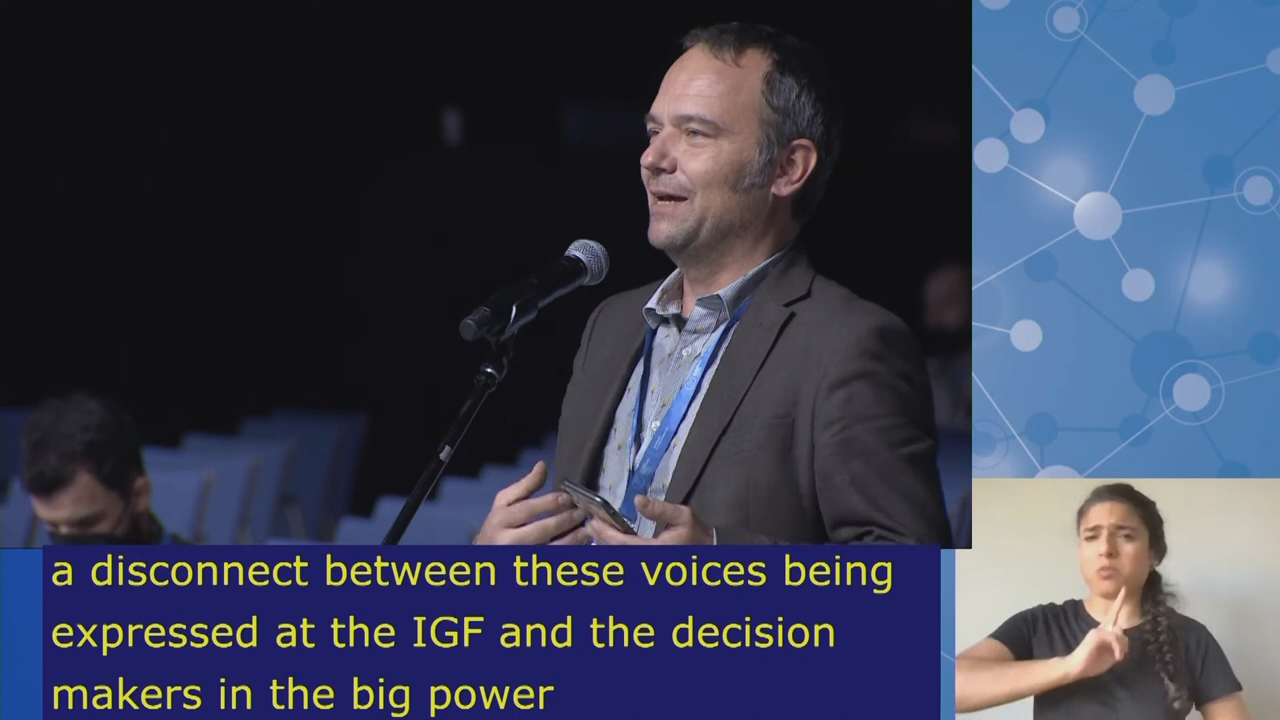 a disconnect between these voices being
expressed at the IGF and the decision
makers in the big power